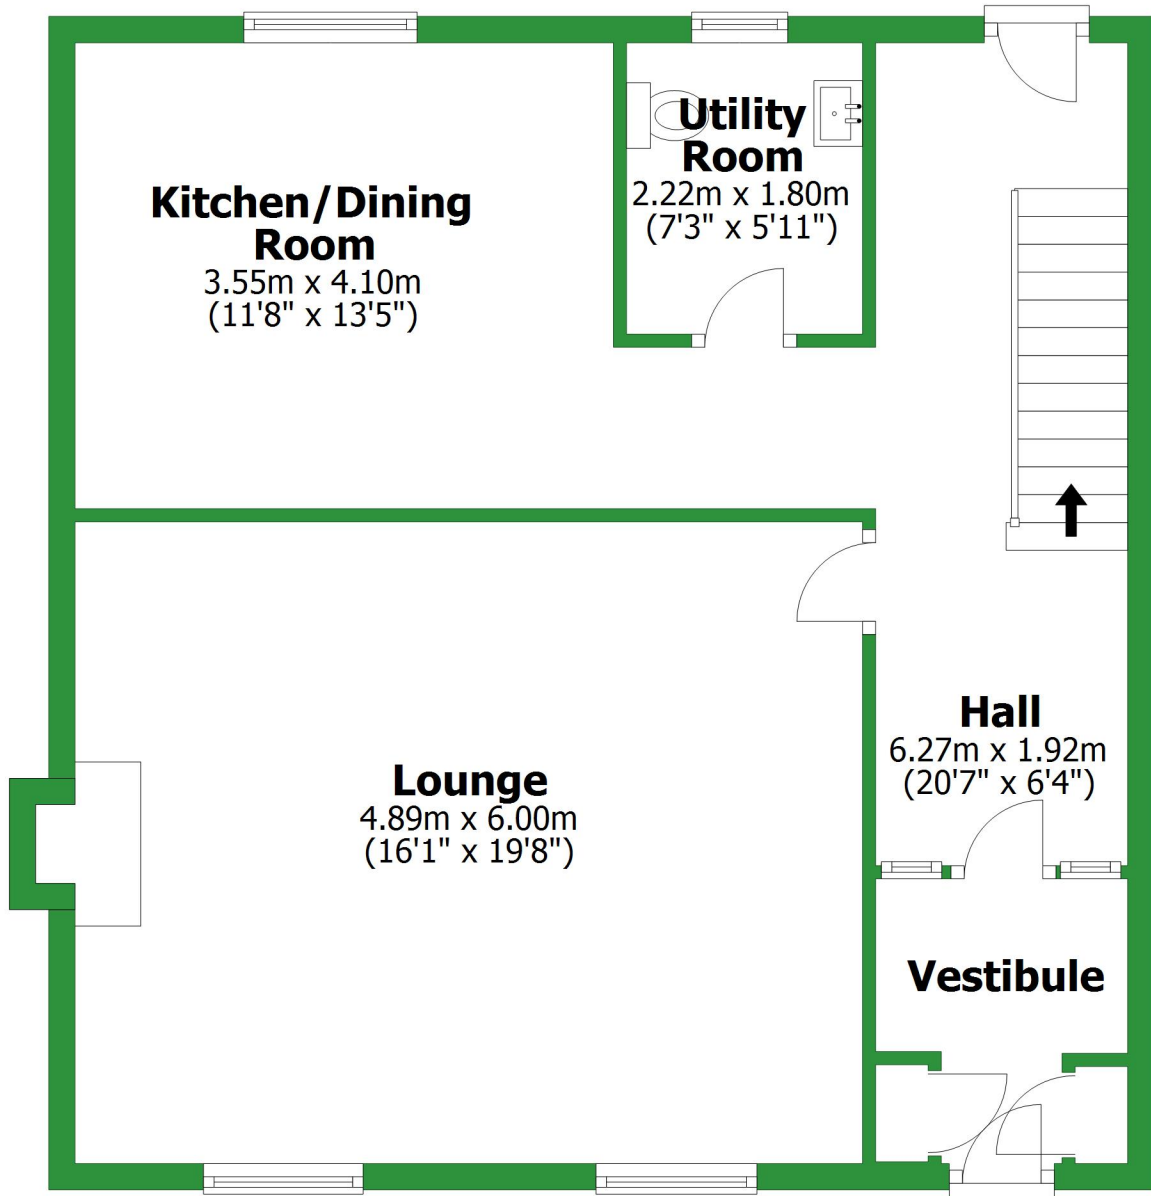 Utility
Room
2.22m x 1.80m
(7'3" x 5'11")
Kitchen/Dining
Room
3.55m x 4.10m
(11'8" x 13'5")
Hall
6.27m x 1.92m
(20'7" x 6'4")
Lounge
4.89m x 6.00m
(16'1" x 19'8")
Vestibule